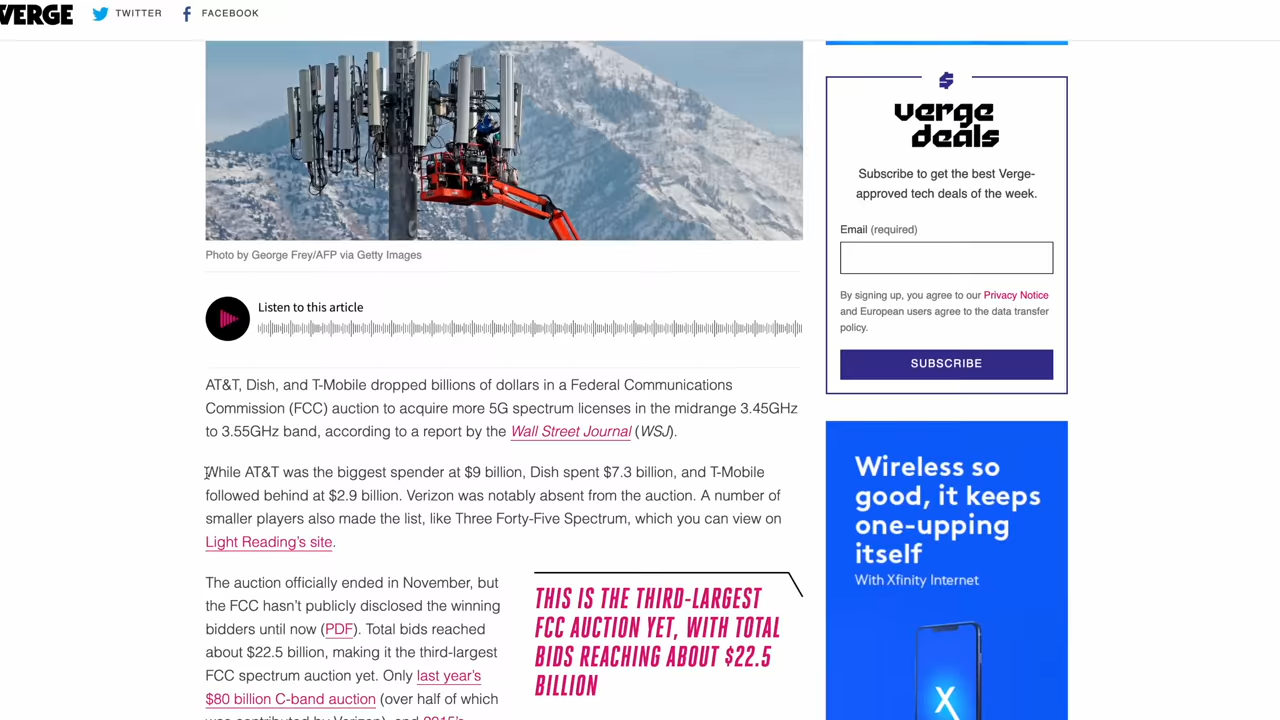 VERGE TWITTER FACEBOOK
Photo by George Frey/AFP via Getty Images
Listen to this article
AT&T, Dish, and T-Mobile dropped billions of dollars in a Federal Communications
Commission (FCC) auction to acquire more 5G spectrum licenses in the midrange 3.45GHz
to 3.55GHz band, according to a report by the Wall Street Journal (WSJ).
While AT&T was the biggest spender at $9 billion, Dish spent $7.3 billion, and T-Mobile
followed behind at $2.9 billion. Verizon was notably absent from the auction. A number of
smaller players also made the list, like Three Forty-Five Spectrum, which you can view on
Light Reading's site.
The auction officially ended in November, but
the FCC hasn't publicly disclosed the winning
bidders until now (PDF). Total bids reached
about $22.5 billion, making it the third-largest
FCC spectrum auction yet. Only last year's
$80 billion C-band auction (over half of which
was contributed by Verizon), and 2015's
THIS IS THE THIRD-LARGEST
FCC AUCTION YET, WITH TOTAL
BIDS REACHING ABOUT $22.5
BILLION
verge
deals
Subscribe to get the best Verge-
approved tech deals of the week.
Email (required)
By signing up, you agree to our Privacy Notice
and European users agree to the data transfer
policy.
SUBSCRIBE
Wireless so
good, it keeps
one-upping
itself
With Xfinity Internet
X